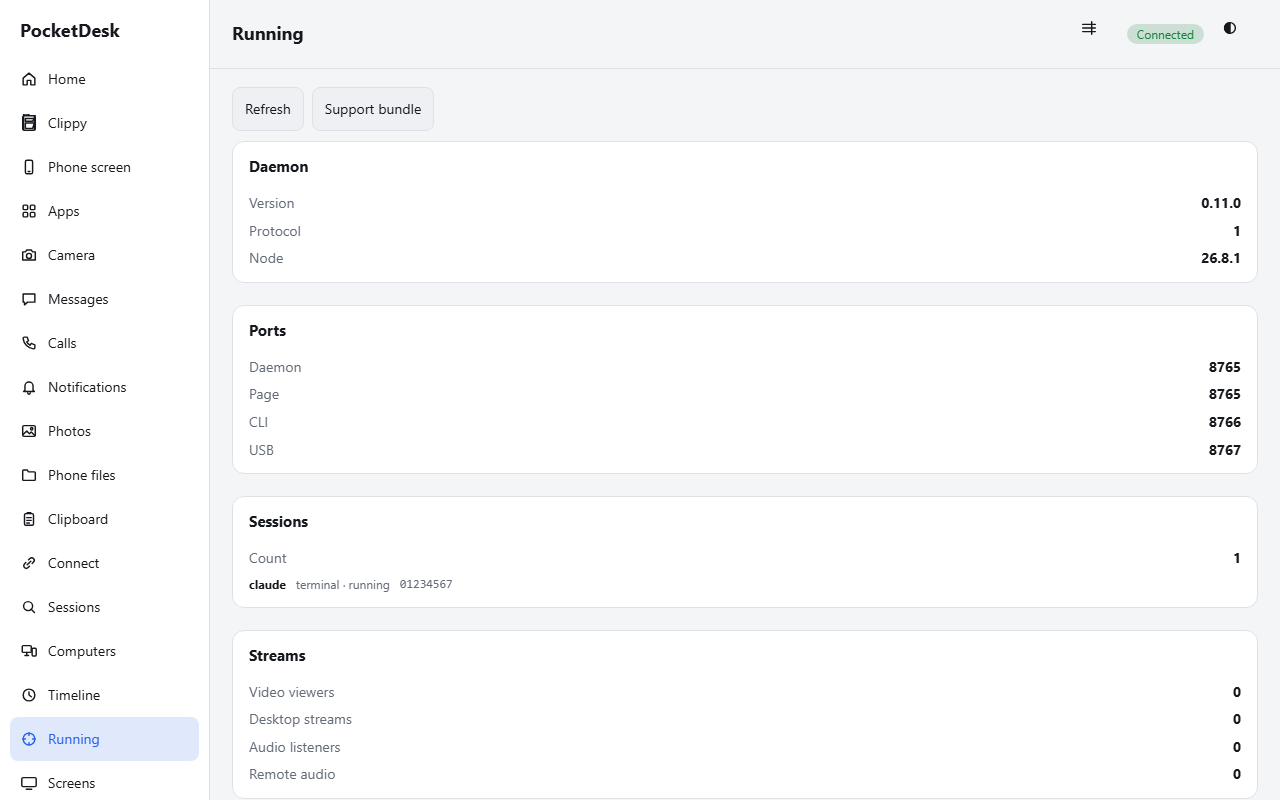 PocketDesk
Home
Clippy
Phone screen
Apps
Camera
Messages
Calls
Notifications
Photos
Phone files
Clipboard
Connect
Sessions
Computers
Timeline
Running
Screens
Running
Connected
Refresh
Support bundle
Daemon
Version 0.11.0
Protocol 1
Node 26.8.1
Ports
Daemon 8765
Page 8765
CLI 8766
USB 8767
Sessions
Count 1
claude terminal · running 01234567
Streams
Video viewers 0
Desktop streams 0
Audio listeners 0
Remote audio 0